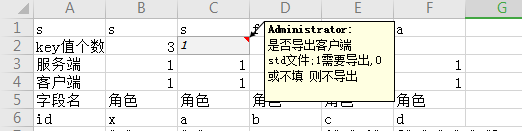 A B C D E F G
1 s s s f a
2 key值个数 3 1
3 服务端 1 1 1
4 客户端 1 1 1
5 字段名 角色 角色 角色 角色 角色
6 id x a b c d
Administrator:
是否导出客户端
std文件;1需要导出,0
或不填 则不导出